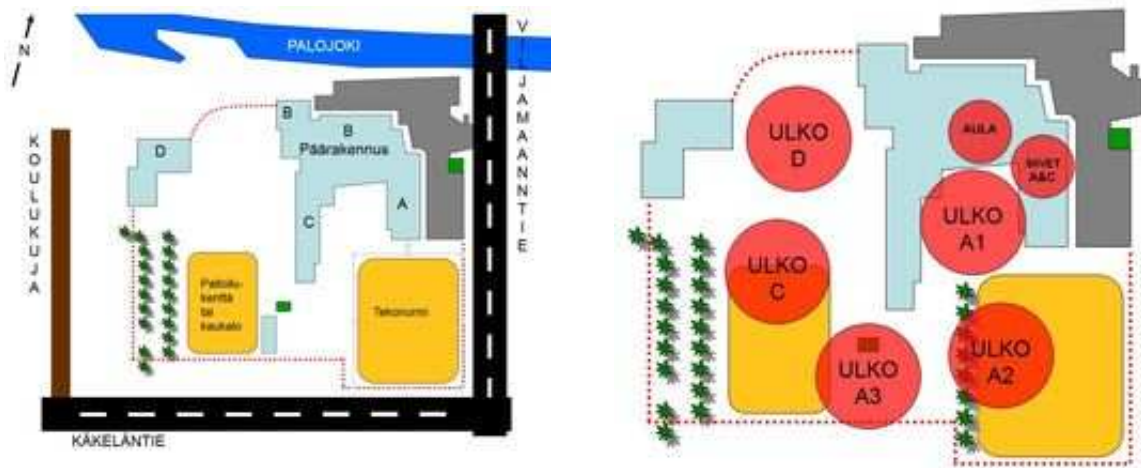 N
PALOJOKI
VILJAMAANNTIE
KOULUKUJA
B
B
Päärakennus
D
A
C
Palloilu-
kenttä
tai
kaukalo
Tekonurmi
KÄKELÄNTIE
ULKO
D
AULA
SIIVET
A&C
ULKO
A1
ULKO
C
ULKO
A2
ULKO
A3